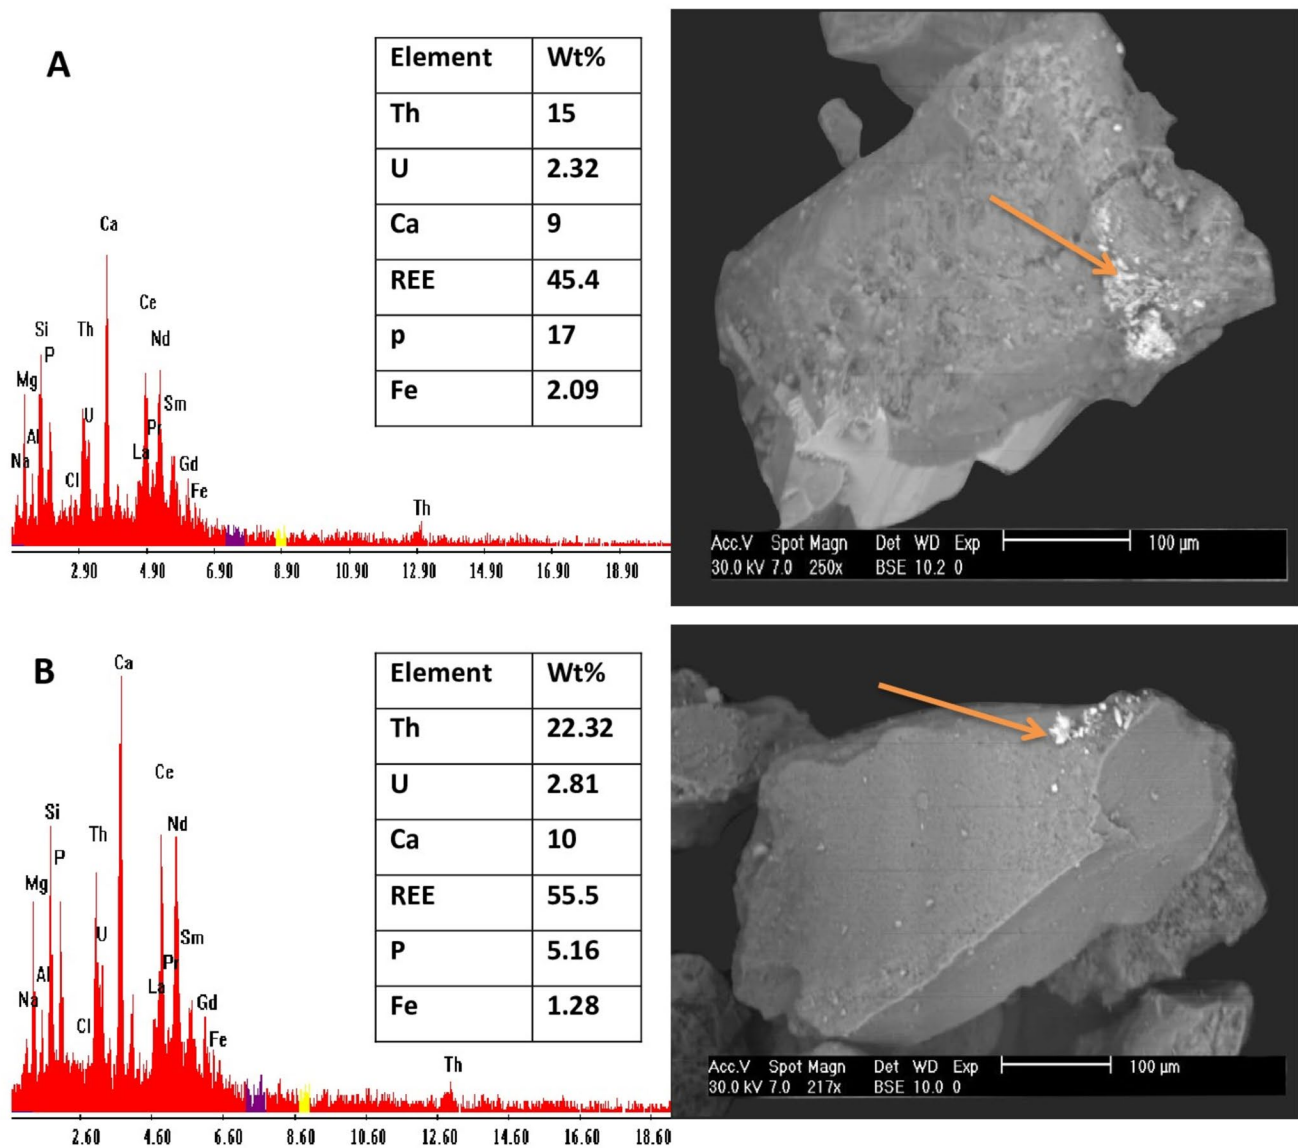 A
Element Wt%
Th 15
U 2.32
Ca 9
REE 45.4
p 17
Fe 2.09
Ca
Ce
Si Th Nd
P
Mg
U Sm
Al Pr
Na La
Cl Gd
Fe
Th
2.90 4.90 6.90 8.90 10.90 12.90 14.90 16.90 18.90
Acc.V Spot Magn Det WD Exp 100 µm
30.0 kV 7.0 250x BSE 10.2 0
B
Element Wt%
Th 22.32
U 2.81
Ca 10
REE 55.5
P 5.16
Fe 1.28
Ca
Ce
Si
Th Nd
P
Mg
U Sm
Al Pr
Na La
Gd
Cl
Fe
Th
2.60 4.60 6.60 8.60 10.60 12.60 14.60 16.60 18.60
Acc.V Spot Magn Det WD Exp 100 µm
30.0 kV 7.0 217x BSE 10.0 0